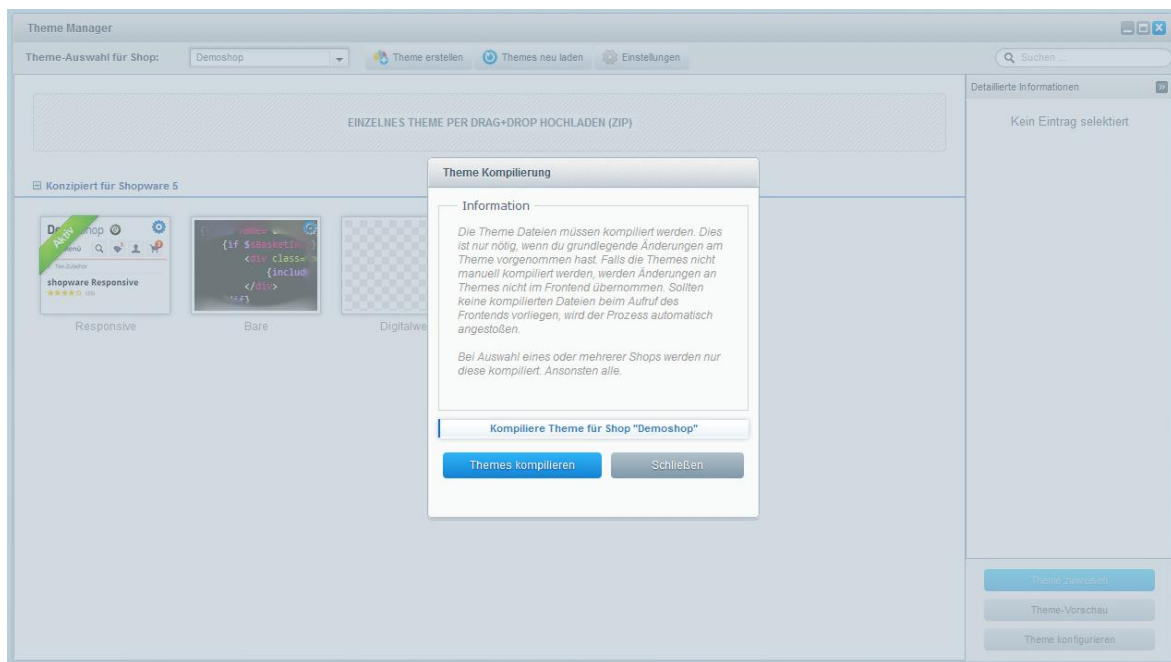 Theme Manager
Theme-Auswahl für Shop:
Demoshop
Theme erstellen
Themes neu laden
Einstellungen
Suchen ...
Detaillierte Informationen
Kein Eintrag selektiert
EINZELNES THEME PER DRAG+DROP HOCHLADEN (ZIP)
Konzipiert für Shopware 5
Aktiv
shopware Responsive
Responsive
{if
<div class=
{includ
</div>
Bare
Digitalwe
Theme Kompilierung
Information
Die Theme Dateien müssen kompiliert werden. Dies
ist nur nötig, wenn du grundlegende Änderungen am
Theme vorgenommen hast. Falls die Themes nicht
manuell kompiliert werden, werden Änderungen an
Themes nicht im Frontend übernommen. Sollten
keine kompilierten Dateien beim Aufruf des
Frontends vorliegen, wird der Prozess automatisch
angestoßen.
Bei Auswahl eines oder mehrerer Shops werden nur
diese kompiliert. Ansonsten alle.
Kompiliere Theme für Shop "Demoshop"
Themes kompilieren
Schließen
Theme zuweisen
Theme-Vorschau
Theme konfigurieren